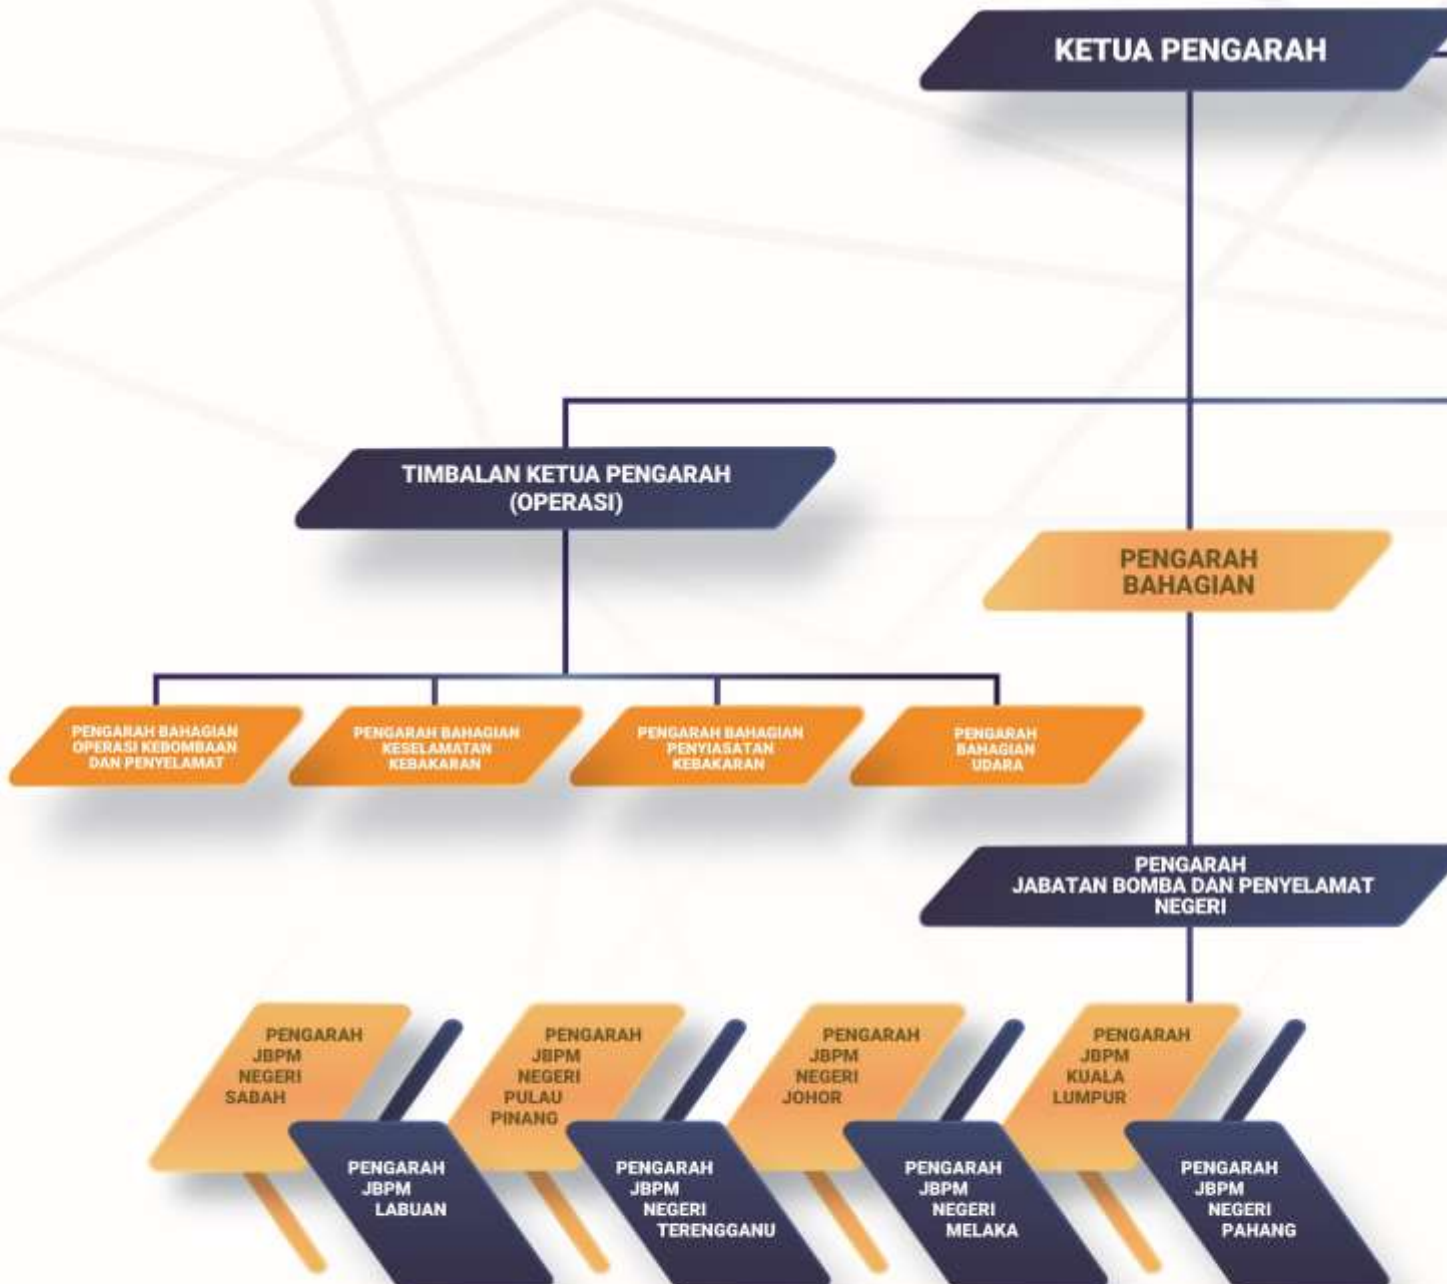 KETUA PENGARAH
TIMBALAN KETUA PENGARAH
(OPERASI)
PENGARAH
BAHAGIAN
PENGARAH BAHAGIAN
OPERASI KEBOMBAAN
DAN PENYELAMAT
PENGARAH BAHAGIAN
KESELAMATAN
KEBAKARAN
PENGARAH BAHAGIAN
PENYIASATAN
KEBAKARAN
PENGARAH
BAHAGIAN
UDARA
PENGARAH
JABATAN BOMBA DAN PENYELAMAT
NEGERI
PENGARAH
JBPM
NEGERI
SABAH
PENGARAH
JBPM
NEGERI
PULAU
PINANG
PENGARAH
JBPM
NEGERI
JOHOR
PENGARAH
JBPM
KUALA
LUMPUR
PENGARAH
JBPM
LABUAN
PENGARAH
JBPM
NEGERI
TERENGGANU
PENGARAH
JBPM
NEGERI
MELAKA
PENGARAH
JBPM
NEGERI
PAHANG